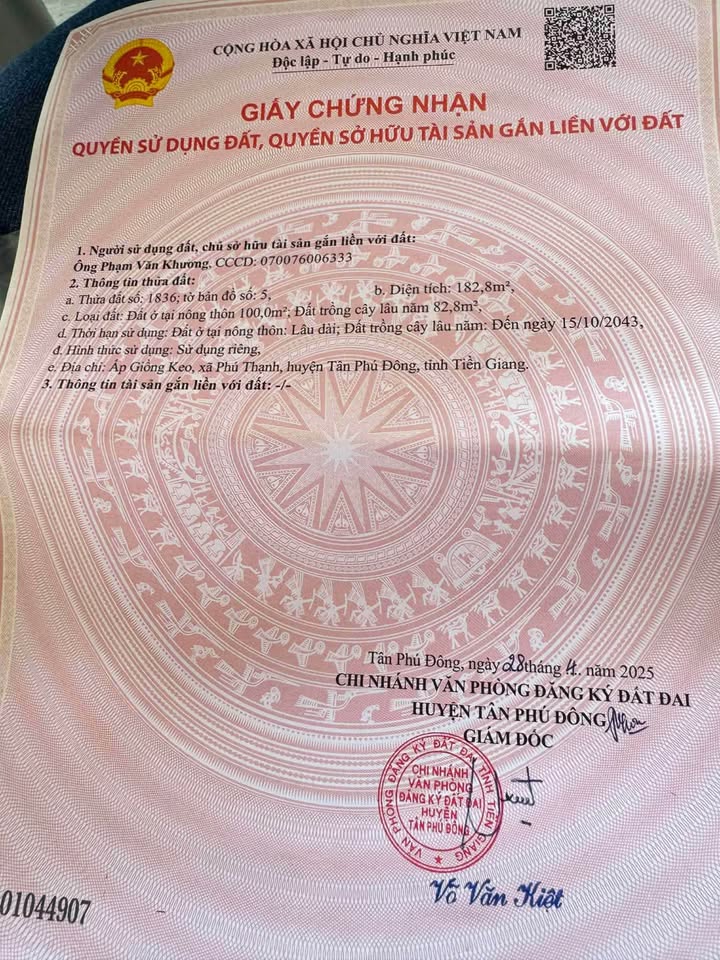 CỘNG HÒA XÃ HỘI CHỦ NGHĨA VIỆT NAM
Độc lập - Tự do - Hạnh phúc
GIẤY CHỨNG NHẬN
QUYỀN SỬ DỤNG ĐẤT, QUYỀN SỞ HỮU TÀI SẢN GẮN LIỀN VỚI ĐẤT
1. Người sử dụng đất, chủ sở hữu tài sản gắn liền với đất:
Ông Phạm Văn Khương, CCCD: 070076006333
2. Thông tin thửa đất:
a. Thửa đất số: 1836; tờ bản đồ số: 5, b. Diện tích: 182,8m²,
c. Loại đất: Đất ở tại nông thôn 100,0m²; Đất trồng cây lâu năm 82,8m²,
d. Thời hạn sử dụng: Đất ở tại nông thôn: Lâu dài; Đất trồng cây lâu năm: Đến ngày 15/10/2043,
đ. Hình thức sử dụng: Sử dụng riêng,
e. Địa chỉ: Ấp Giồng Keo, xã Phú Thạnh, huyện Tân Phú Đông, tỉnh Tiền Giang.
3. Thông tin tài sản gắn liền với đất: -/-
Tân Phú Đông, ngày 28 tháng 4. năm 2025
CHI NHÁNH VĂN PHÒNG ĐĂNG KÝ ĐẤT ĐAI
HUYỆN TÂN PHÚ ĐÔNG
GIÁM ĐỐC
VĂN PHÒNG ĐĂNG KÝ ĐẤT ĐAI TỈNH TIỀN GIANG
CHI NHÁNH
VĂN PHÒNG
ĐĂNG KÝ ĐẤT ĐAI
HUYỆN
TÂN PHÚ ĐÔNG
Võ Văn Kiệt
01044907